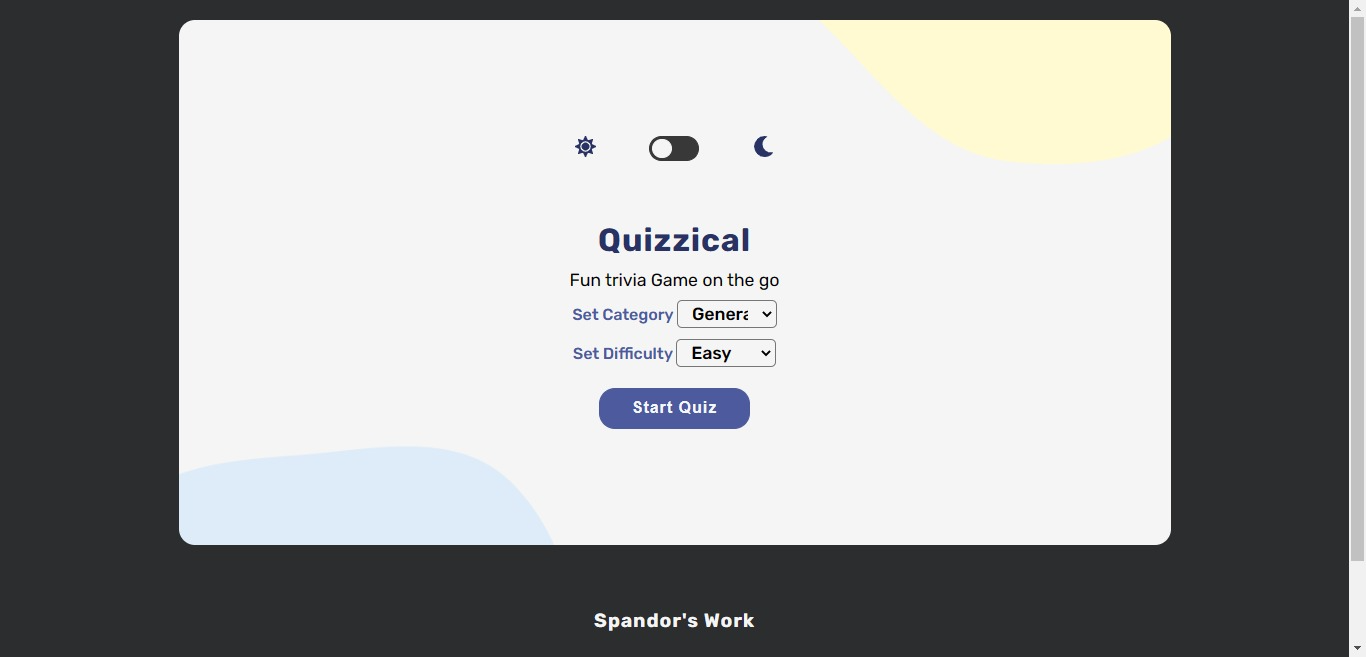 Quizzical
Fun trivia Game on the go
Set Category Genera
Set Difficulty Easy
Start Quiz
Spandor's Work